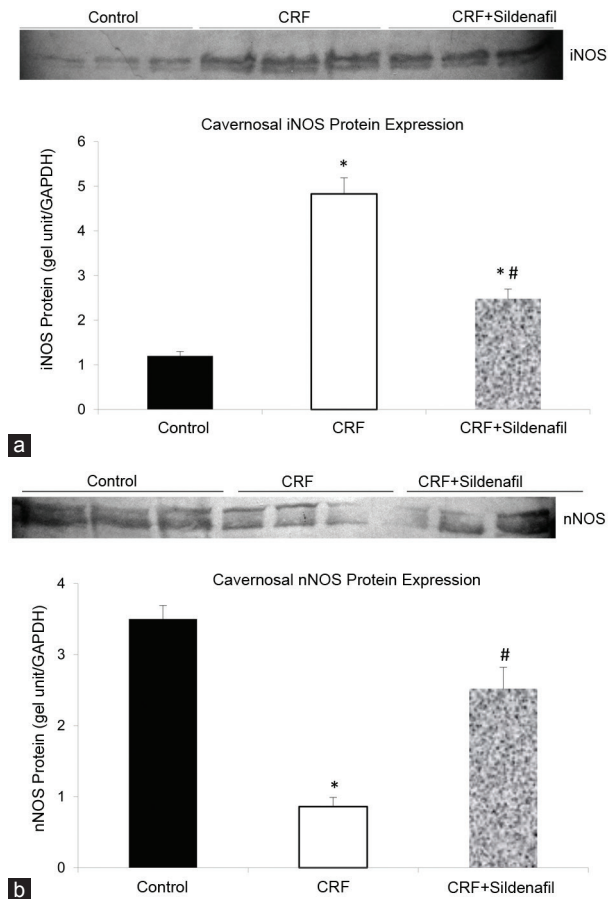 Control CRF CRF+Sildenafil
iNOS
Cavernosal iNOS Protein Expression
iNOS Protein (gel unit/GAPDH)
6
5
4
3
2
1
0
*
* #
Control CRF CRF+Sildenafil
a
Control CRF CRF+Sildenafil
nNOS
Cavernosal nNOS Protein Expression
nNOS Protein (gel unit/GAPDH)
4
3
2
1
0
*
#
Control CRF CRF+Sildenafil
b